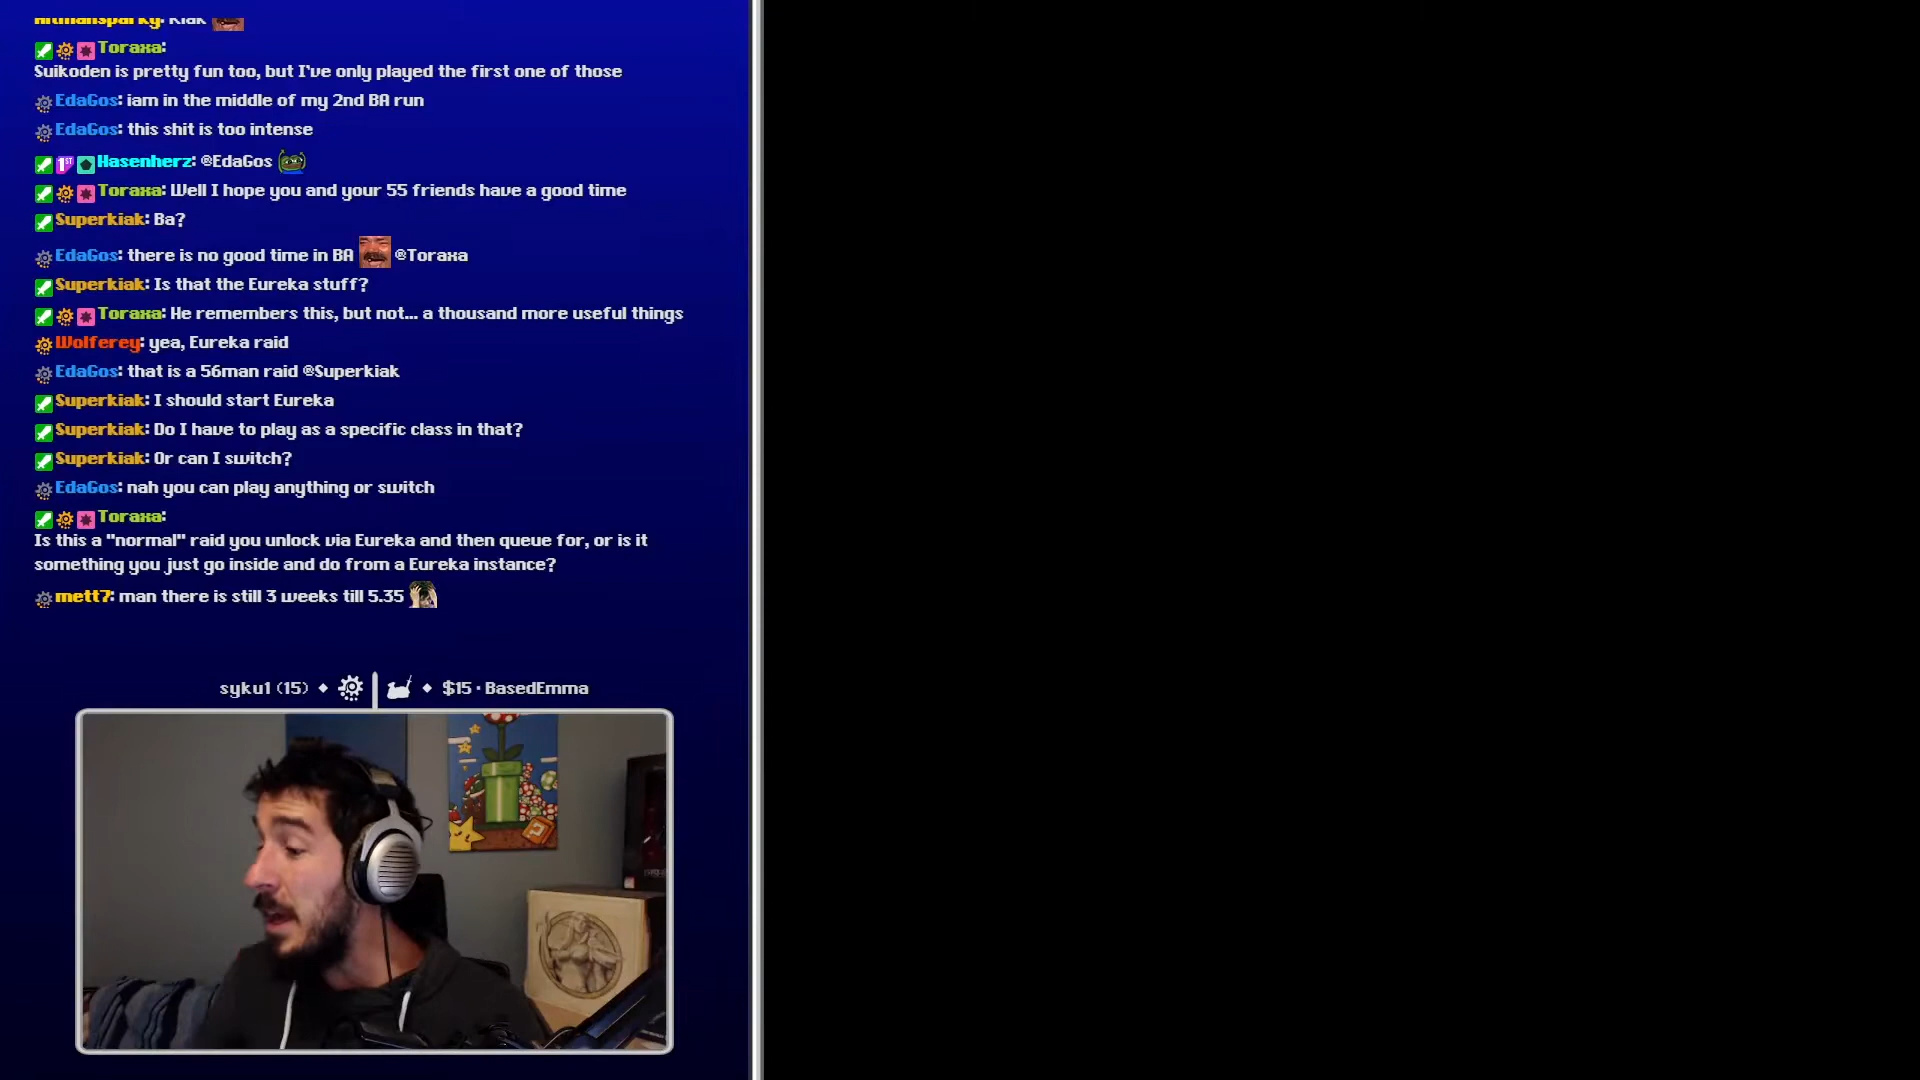 Toraxa:
Suikoden is pretty fun too, but I've only played the first one of those
EdaGos: iam in the middle of my 2nd BA run
EdaGos: this shit is too intense
1ST Hasenherz: @EdaGos
Toraxa: Well I hope you and your 55 friends have a good time
Superkiak: Ba?
EdaGos: there is no good time in BA @Toraxa
Superkiak: Is that the Eureka stuff?
Toraxa: He remembers this, but not... a thousand more useful things
Wolferey: yea, Eureka raid
EdaGos: that is a 56man raid @Superkiak
Superkiak: I should start Eureka
Superkiak: Do I have to play as a specific class in that?
Superkiak: Or can I switch?
EdaGos: nah you can play anything or switch
Toraxa:
Is this a "normal" raid you unlock via Eureka and then queue for, or is it
something you just go inside and do from a Eureka instance?
mett7: man there is still 3 weeks till 5.35
syku1 (15) ◆ ◆ $15 · BasedEmma